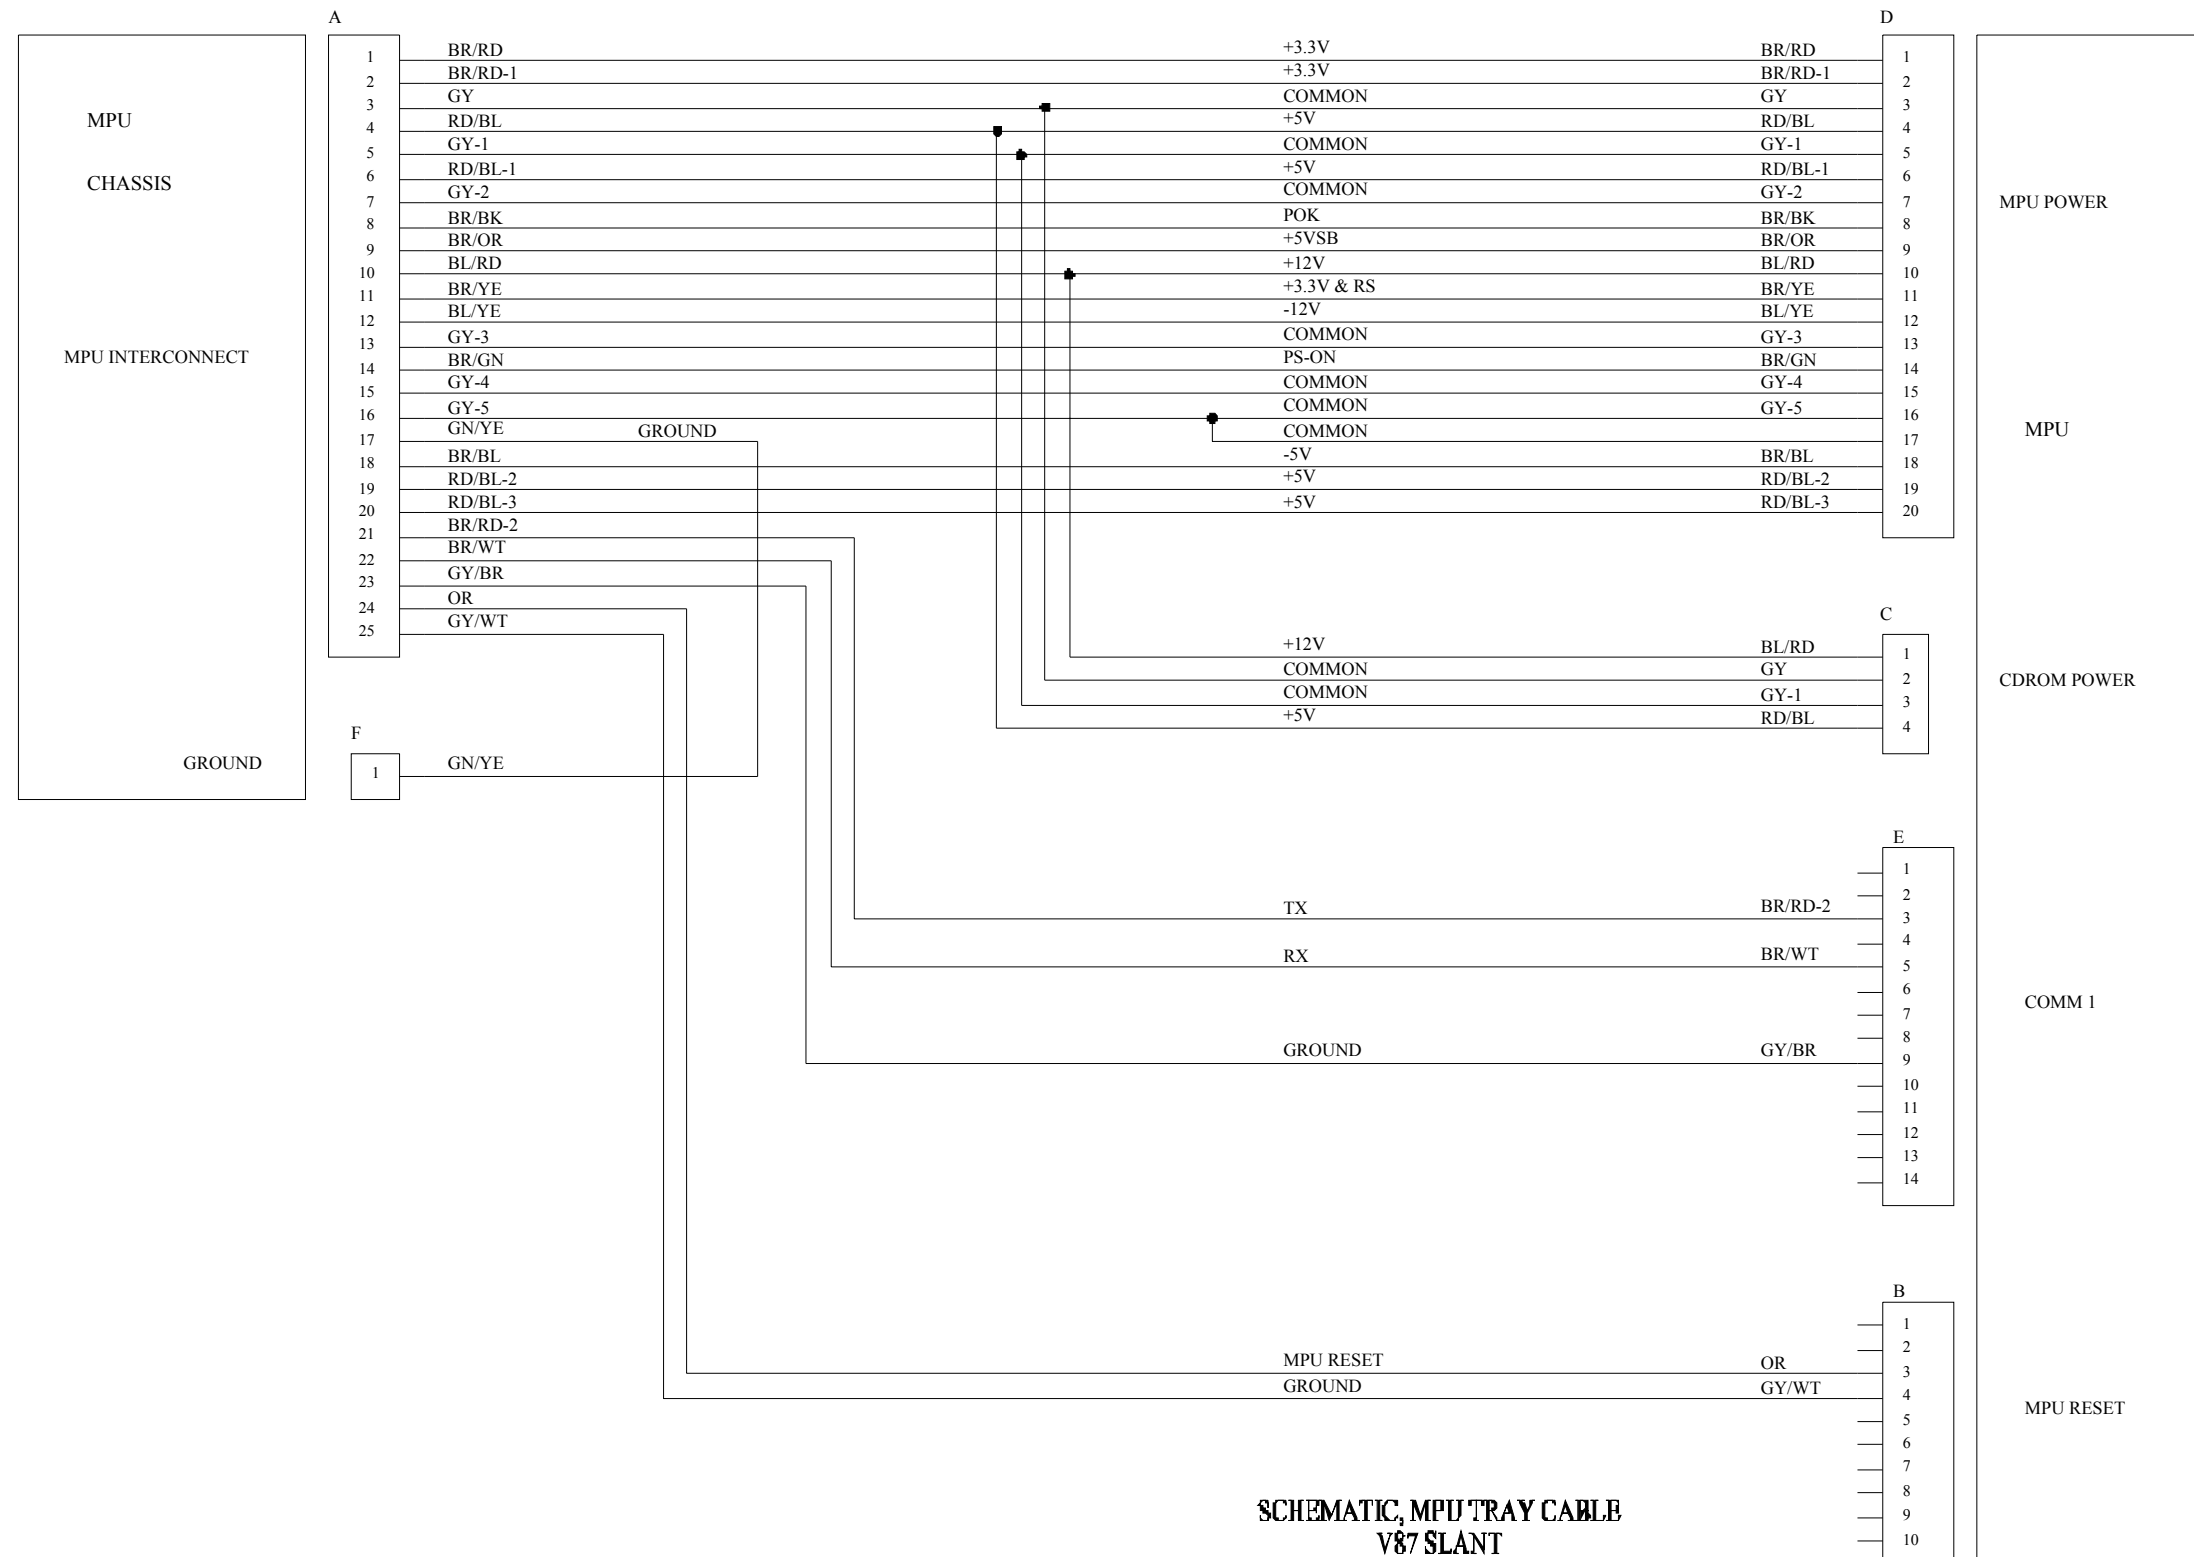 A D
1 BR/RD +3.3V BR/RD 1
2 BR/RD-1 +3.3V BR/RD-1 2
3 GY COMMON GY 3
MPU 4 RD/BL +5V RD/BL 4
5 GY-1 COMMON GY-1 5
CHASSIS 6 RD/BL-1 +5V RD/BL-1 6
7 GY-2 COMMON GY-2 7 MPU POWER
8 BR/BK POK BR/BK 8
9 BR/OR +5VSB BR/OR 9
10 BL/RD +12V BL/RD 10
11 BR/YE +3.3V & RS BR/YE 11
12 BL/YE -12V BL/YE 12
13 GY-3 COMMON GY-3 13
MPU INTERCONNECT 14 BR/GN PS-ON BR/GN 14
15 GY-4 COMMON GY-4 15
16 GY-5 COMMON GY-5 16
17 GN/YE GROUND COMMON 17 MPU
18 BR/BL -5V BR/BL 18
19 RD/BL-2 +5V RD/BL-2 19
20 RD/BL-3 +5V RD/BL-3 20
21 BR/RD-2
22 BR/WT
23 GY/BR
24 OR
25 GY/WT
C
+12V BL/RD 1
COMMON GY 2 CDROM POWER
COMMON GY-1 3
+5V RD/BL 4
F
GROUND 1 GN/YE
E
1
2
TX BR/RD-2 3
4
RX BR/WT 5
6
7 COMM 1
8
GROUND GY/BR 9
10
11
12
13
14
B
1
2
MPU RESET OR 3
GROUND GY/WT 4 MPU RESET
5
6
7
8
9
10
SCHEMATIC, MPU TRAY CABLE
V87 SLANT